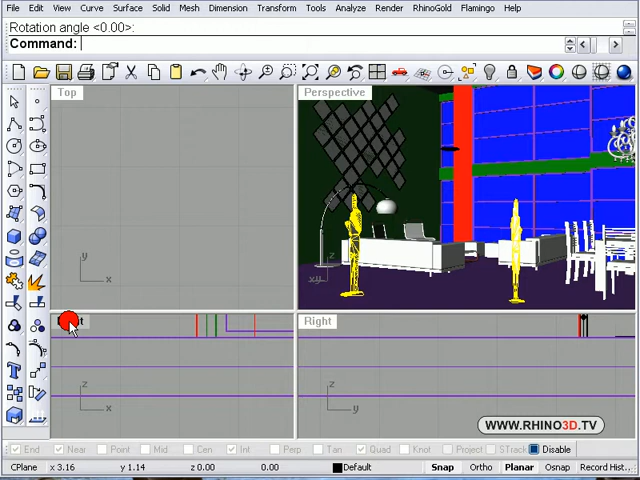 File Edit View Curve Surface Solid Mesh Dimension Transform Tools Analyze Render RhinoGold Flamingo Help
Rotation angle <0.00>:
Command:
Top
Perspective
y
x
z
xy
Right
z
x
z
y
WWW.RHINO3D.TV
End Near Point Mid Cen Int Perp Tan Quad Knot Project STrack Disable
CPlane x 3.16 y 1.14 z 0.00 0.00 Default Snap Ortho Planar Osnap Record Hist..